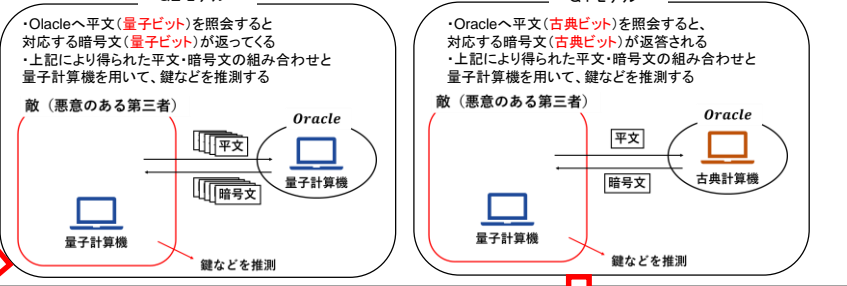 ・Olacleへ平文(量子ビット)を照会すると
対応する暗号文(量子ビット)が返ってくる
・上記により得られた平文・暗号文の組み合わせと
量子計算機を用いて、鍵などを推測する
敵（悪意のある第三者）
Oracle
平文
暗号文
量子計算機
量子計算機
鍵などを推測
・Oracleへ平文(古典ビット)を照会すると、
対応する暗号文(古典ビット)が返答される
・上記により得られた平文・暗号文の組み合わせと
量子計算機を用いて、鍵などを推測する
敵（悪意のある第三者）
Oracle
平文
暗号文
古典計算機
量子計算機
鍵などを推測